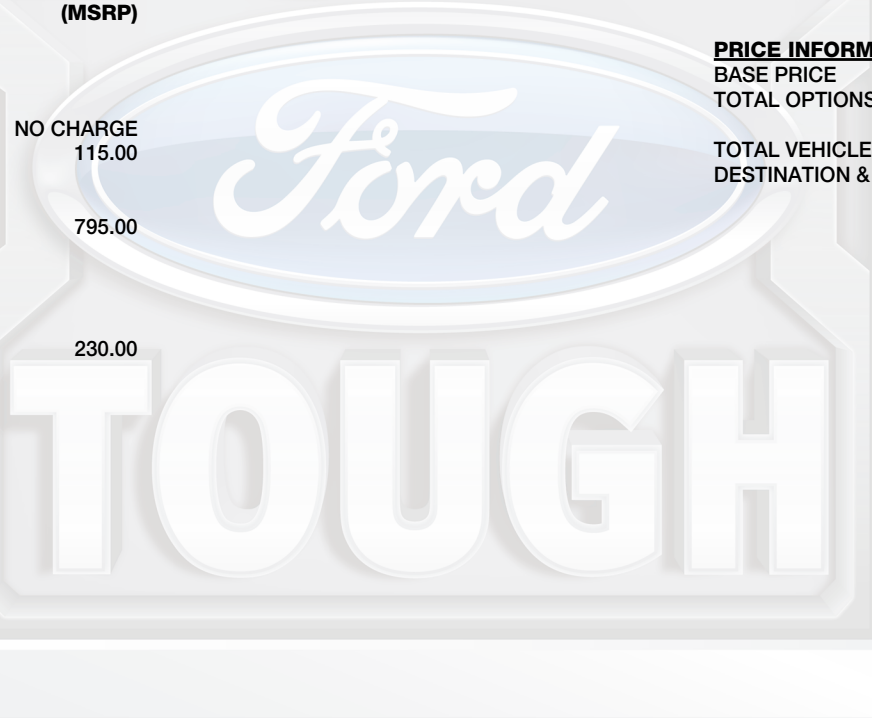 (MSRP)
NO CHARGE
115.00
795.00
230.00
PRICE INFORM
BASE PRICE
TOTAL OPTIONS
TOTAL VEHICLE
DESTINATION &
Ford
TOUGH